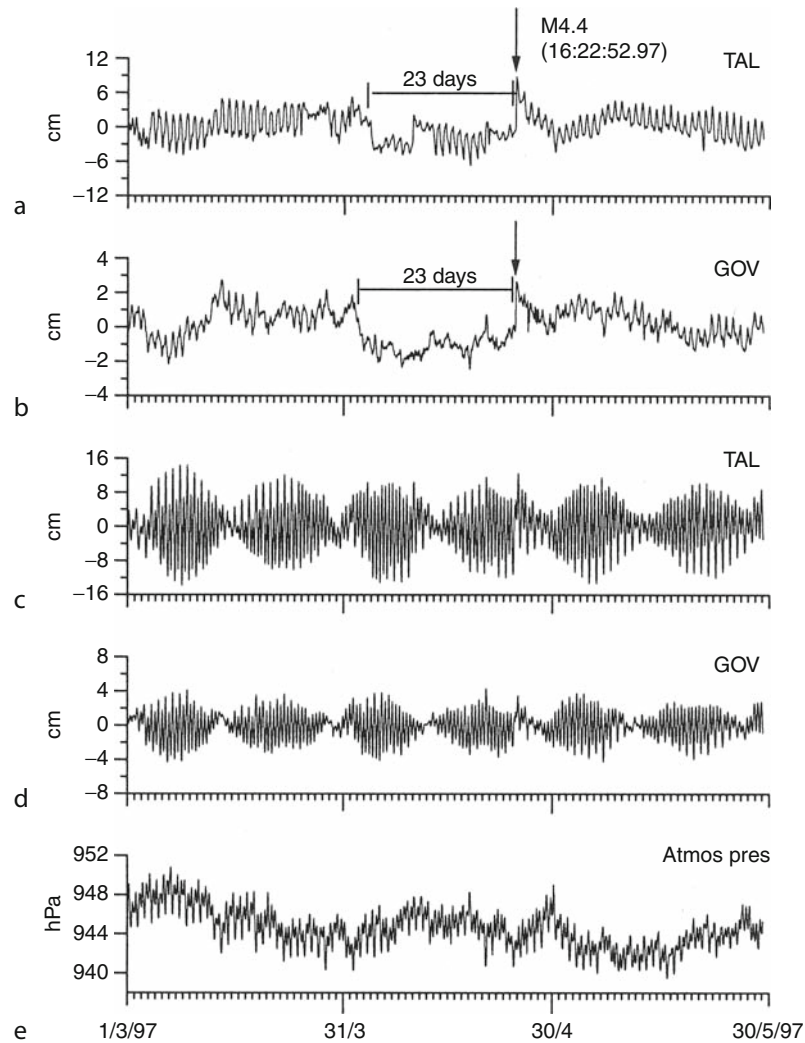 M4.4
(16:22:52.97)
TAL
23 days
12
6
0
−6
−12
cm
a
GOV
23 days
4
2
0
−2
−4
cm
b
TAL
16
8
0
−8
−16
cm
c
GOV
8
4
0
−4
−8
cm
d
Atmos pres
952
948
944
940
hPa
e
1/3/97
31/3
30/4
30/5/97